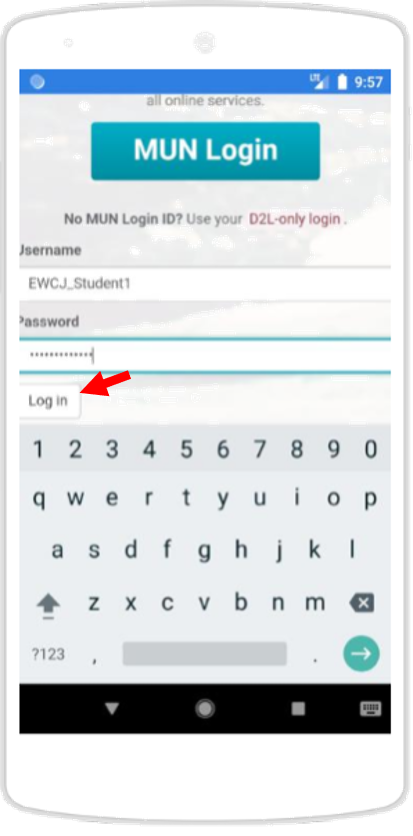 LTE 9:57
all online services.
MUN Login
No MUN Login ID? Use your D2L-only login .
Username
EWCJ_Student1
Password
•••••••••••••
Log in
1 2 3 4 5 6 7 8 9 0
q w e r t y u i o p
a s d f g h j k l
z x c v b n m
?123 , .